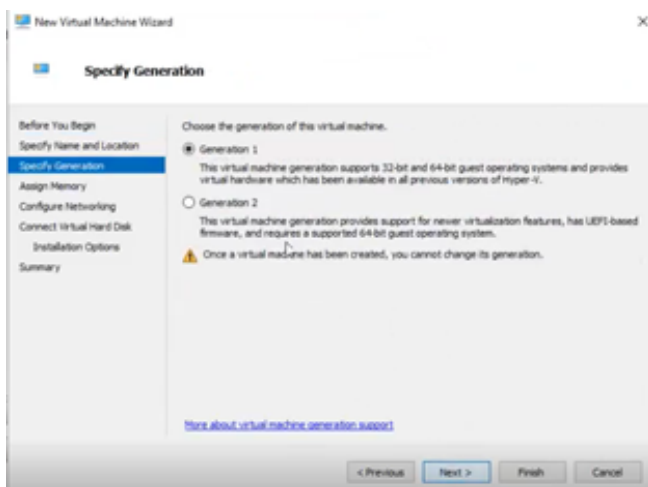 New Virtual Machine Wizard
Specify Generation
Before You Begin
Specify Name and Location
Specify Generation
Assign Memory
Configure Networking
Connect Virtual Hard Disk
Installation Options
Summary
Choose the generation of this virtual machine.
Generation 1
This virtual machine generation supports 32-bit and 64-bit guest operating systems and provides
virtual hardware which has been available in all previous versions of Hyper-V.
Generation 2
This virtual machine generation provides support for newer virtualization features, has UEFI-based
firmware, and requires a supported 64-bit guest operating system.
Once a virtual machine has been created, you cannot change its generation.
More about virtual machine generation support
< Previous
Next >
Finish
Cancel